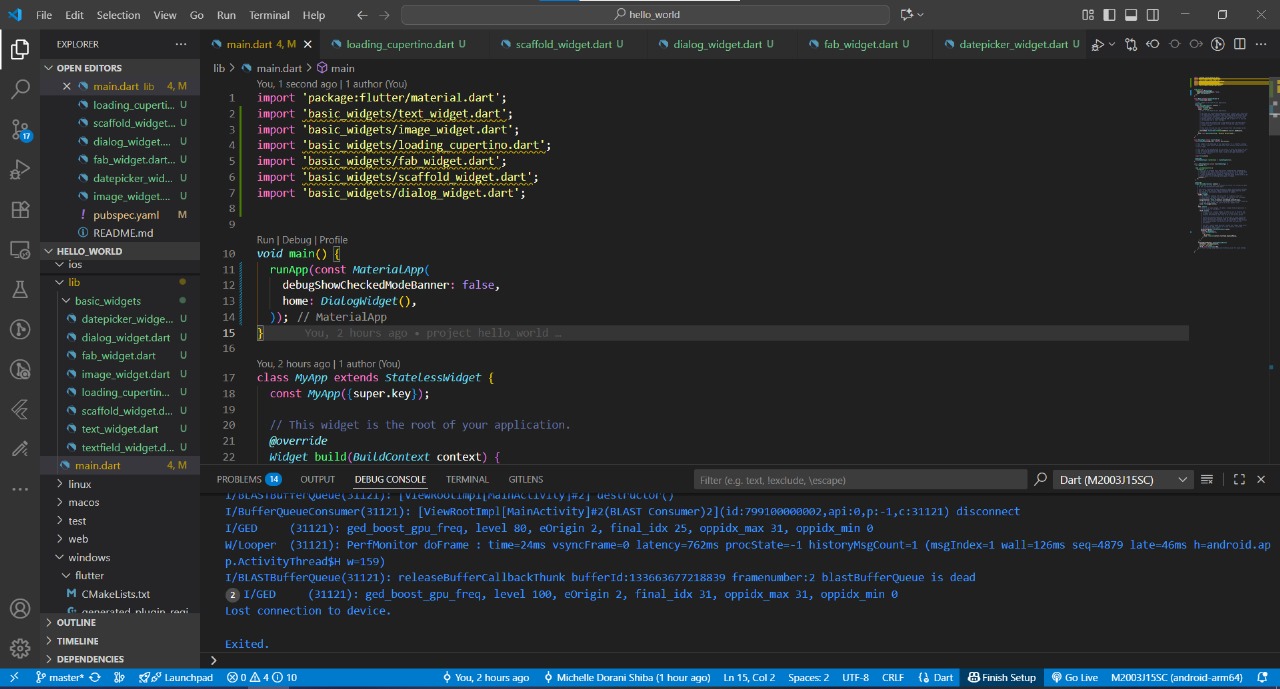 File Edit Selection View Go Run Terminal Help
hello_world
EXPLORER
OPEN EDITORS
main.dart lib 4, M
loading_cuperti... U
scaffold_widget... U
dialog_widget.... U
fab_widget.dart... U
datepicker_wid... U
image_widget.... U
pubspec.yaml M
README.md
HELLO_WORLD
ios
lib
basic_widgets
datepicker_widge... U
dialog_widget.dart U
fab_widget.dart U
image_widget.dart U
loading_cupertin... U
scaffold_widget.d... U
text_widget.dart U
textfield_widget.d... U
main.dart 4, M
linux
macos
test
web
windows
flutter
CMakeLists.txt
generated_plugin_regi
OUTLINE
TIMELINE
DEPENDENCIES
17
main.dart 4, M loading_cupertino.dart U scaffold_widget.dart U dialog_widget.dart U fab_widget.dart U datepicker_widget.dart U
lib > main.dart > main
You, 1 second ago | 1 author (You)
1 import 'package:flutter/material.dart';
2 import 'basic_widgets/text_widget.dart';
3 import 'basic_widgets/image_widget.dart';
4 import 'basic_widgets/loading_cupertino.dart';
5 import 'basic_widgets/fab_widget.dart';
6 import 'basic_widgets/scaffold_widget.dart';
7 import 'basic_widgets/dialog_widget.dart';
8
9
Run | Debug | Profile
10 void main() {
11 runApp(const MaterialApp(
12 debugShowCheckedModeBanner: false,
13 home: DialogWidget(),
14 )); // MaterialApp
15 } You, 2 hours ago • project hello world …
16
You, 2 hours ago | 1 author (You)
17 class MyApp extends StatelessWidget {
18 const MyApp({super.key});
19
20 // This widget is the root of your application.
21 @override
22 Widget build(BuildContext context) {
PROBLEMS 14 OUTPUT DEBUG CONSOLE TERMINAL GITLENS
Filter (e.g. text, !exclude, \escape)
Dart (M2003J15SC)
I/BLASTBufferQueue(31121): [ViewRootImpl[MainActivity]#2] destructor()
I/BufferQueueConsumer(31121): [ViewRootImpl[MainActivity]#2(BLAST Consumer)2](id:799100000002,api:0,p:-1,c:31121) disconnect
I/GED (31121): ged_boost_gpu_freq, level 80, eOrigin 2, final_idx 25, oppidx_max 31, oppidx_min 0
W/Looper (31121): PerfMonitor doFrame : time=24ms vsyncFrame=0 latency=762ms procState=-1 historyMsgCount=1 (msgIndex=1 wall=126ms seq=4879 late=46ms h=android.ap
p.ActivityThread$H w=159)
I/BLASTBufferQueue(31121): releaseBufferCallbackThunk bufferId:133663677218839 framenumber:2 blastBufferQueue is dead
2 I/GED (31121): ged_boost_gpu_freq, level 100, eOrigin 2, final_idx 31, oppidx_max 31, oppidx_min 0
Lost connection to device.
Exited.
master* Launchpad 0 4 10 You, 2 hours ago Michelle Dorani Shiba (1 hour ago) Ln 15, Col 2 Spaces: 2 UTF-8 CRLF Dart Finish Setup Go Live M2003J15SC (android-arm64)